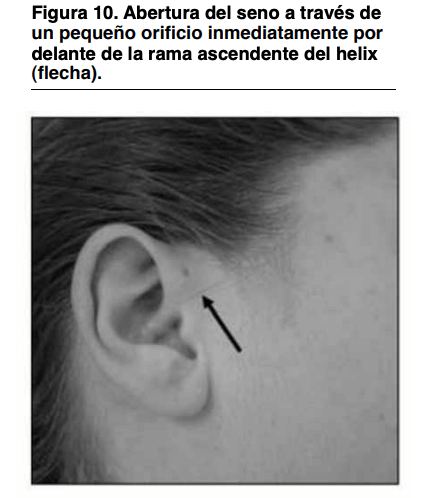 Figura 10. Abertura del seno a través de
un pequeño orificio inmediatamente por
delante de la rama ascendente del helix
(flecha).